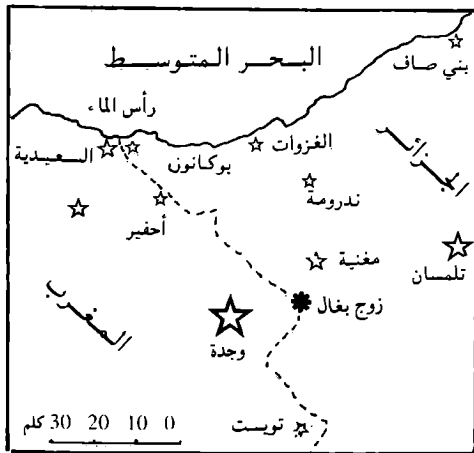 البحر المتوسط
بني صاف
رأس الماء
السعيدية
بوكانون
الغزوات
الجزائر
ندرومة
أحفير
تلمسان
مغنية
زوج بغال
المغرب
وجدة
تويست
0 10 20 30 كلم